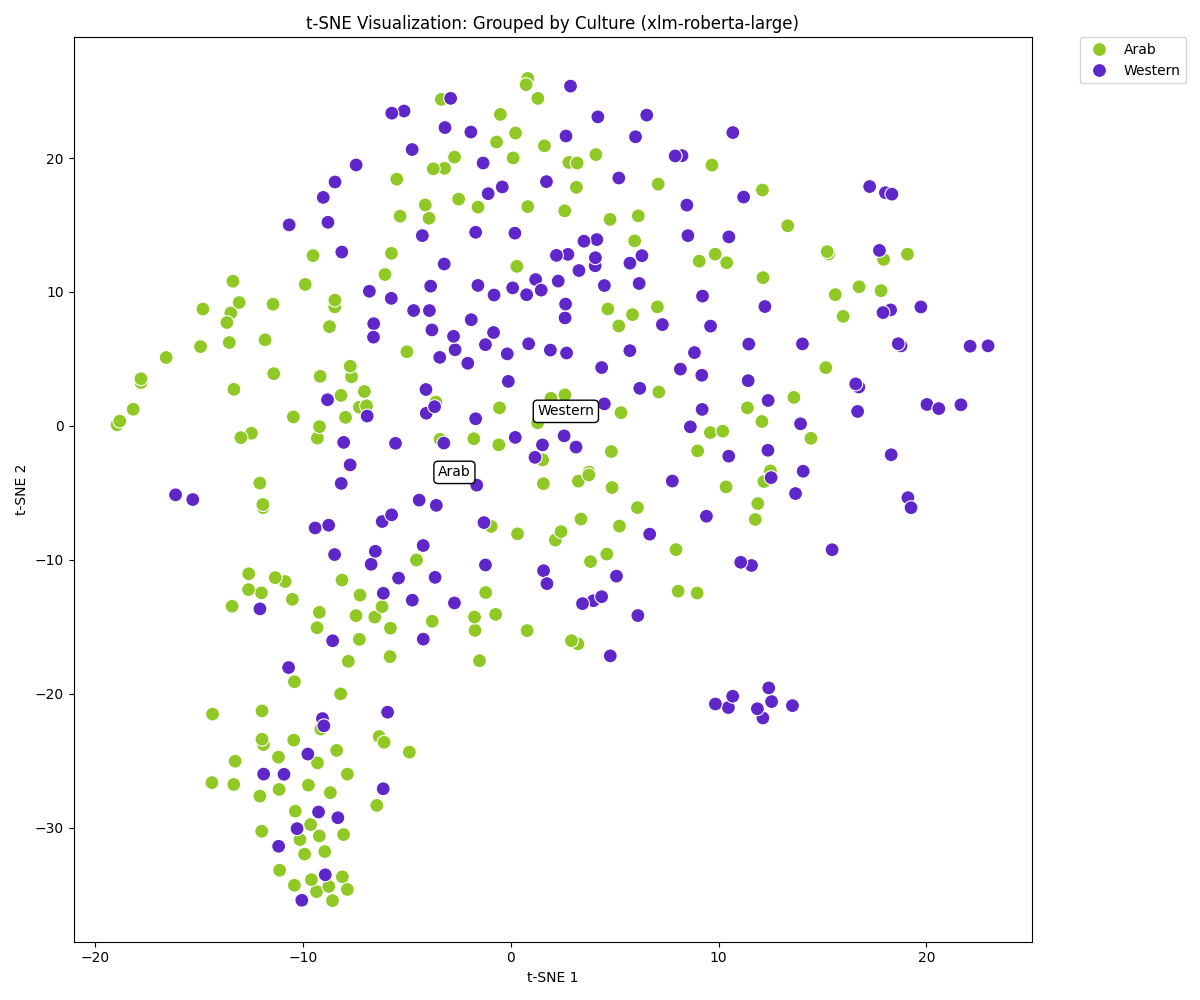 t-SNE Visualization: Grouped by Culture (xlm-roberta-large)
Arab
Western
20
10
0
−10
−20
−30
t-SNE 2
Western
Arab
−20
−10
0
10
20
t-SNE 1